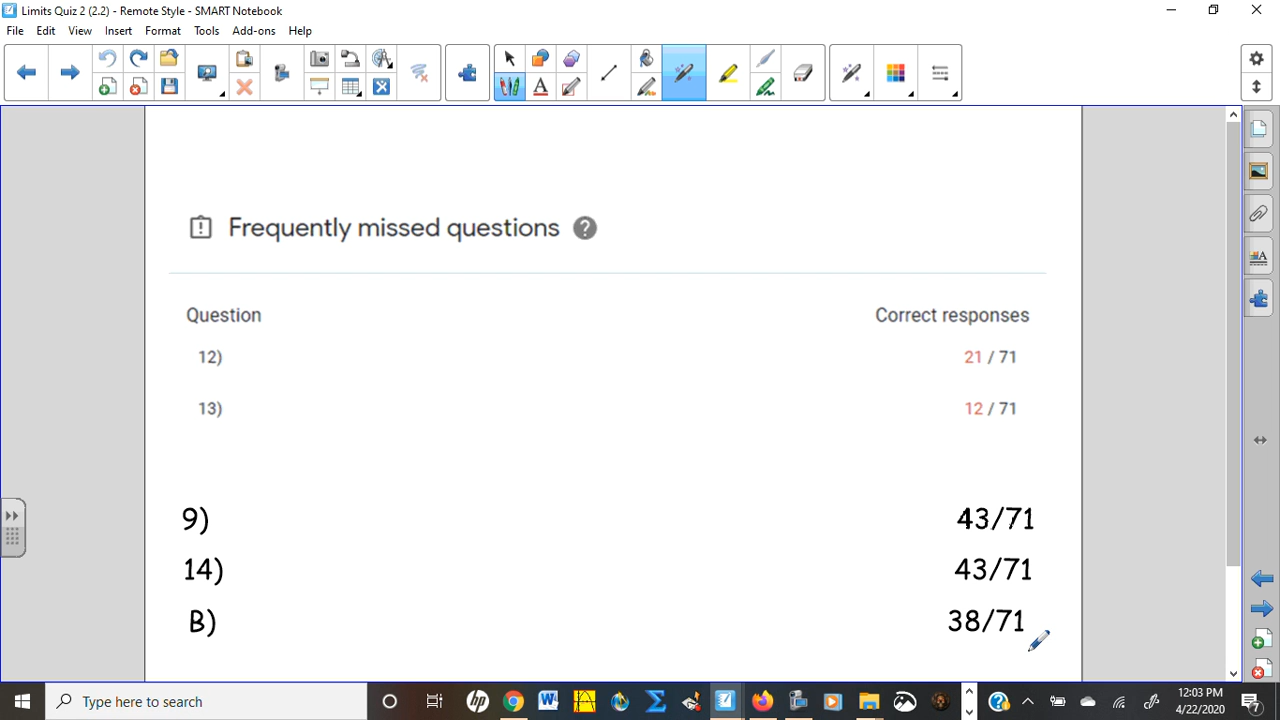 Limits Quiz 2 (2.2) - Remote Style - SMART Notebook
File Edit View Insert Format Tools Add-ons Help
Frequently missed questions ?
Question Correct responses
12) 21 / 71
13) 12 / 71
9) 43/71
14) 43/71
B) 38/71
Type here to search
12:03 PM
4/22/2020
7